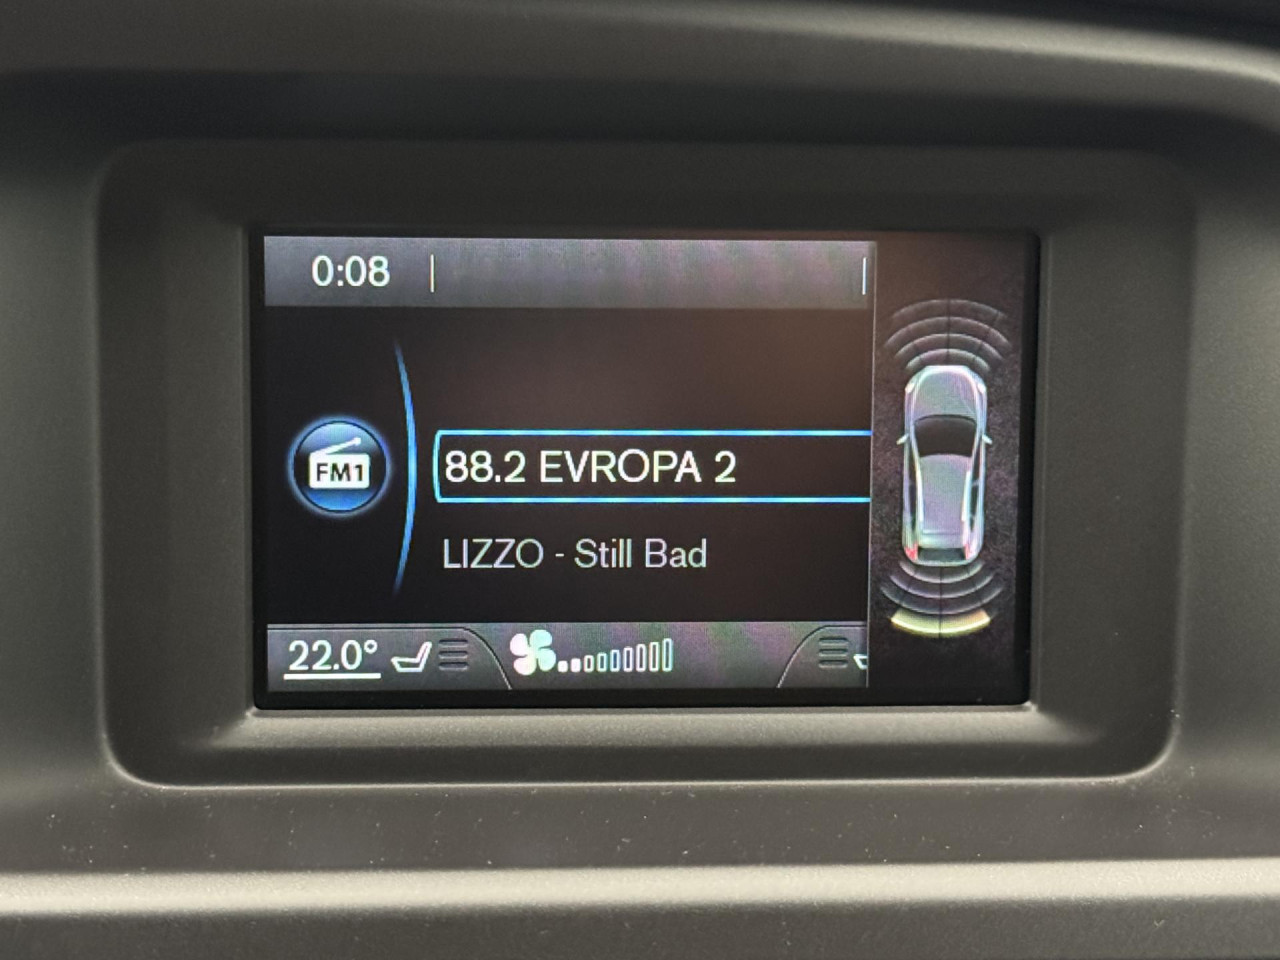 0:08
FM1
88.2 EVROPA 2
LIZZO - Still Bad
22.0°